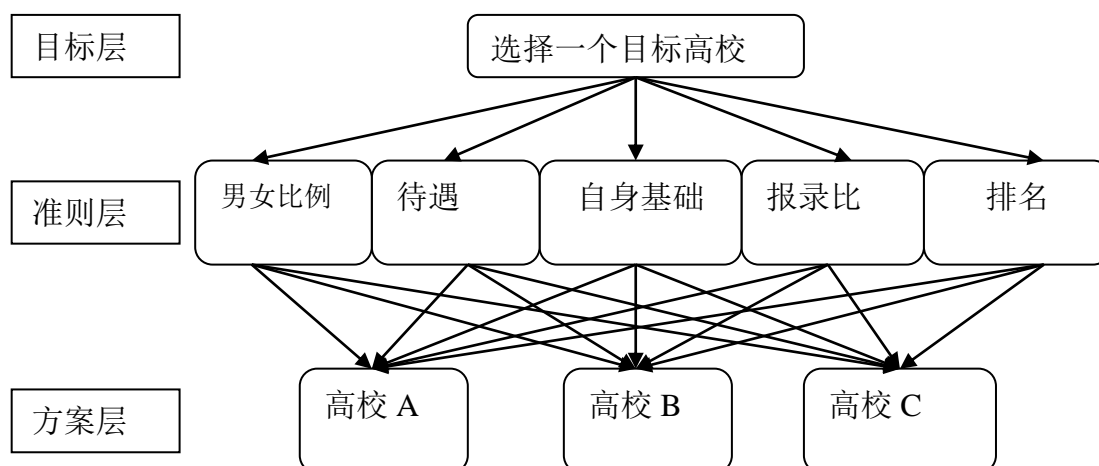 目标层
选择一个目标高校
准则层
男女比例
待遇
自身基础
报录比
排名
方案层
高校 A
高校 B
高校 C